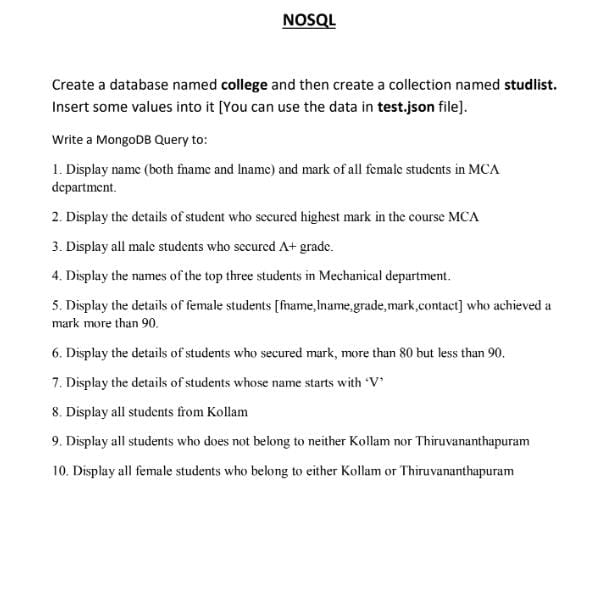 NOSQL
Create a database named college and then create a collection named studlist.
Insert some values into it [You can use the data in test.json file].
Write a MongoDB Query to:
1. Display name (both fname and lname) and mark of all female students in MCA
department.
2. Display the details of student who secured highest mark in the course MCA
3. Display all male students who secured A+ grade.
4. Display the names of the top three students in Mechanical department.
5. Display the details of female students [fname,lname,grade,mark,contact] who achieved a
mark more than 90.
6. Display the details of students who secured mark, more than 80 but less than 90.
7. Display the details of students whose name starts with ‘V’
8. Display all students from Kollam
9. Display all students who does not belong to neither Kollam nor Thiruvananthapuram
10. Display all female students who belong to either Kollam or Thiruvananthapuram